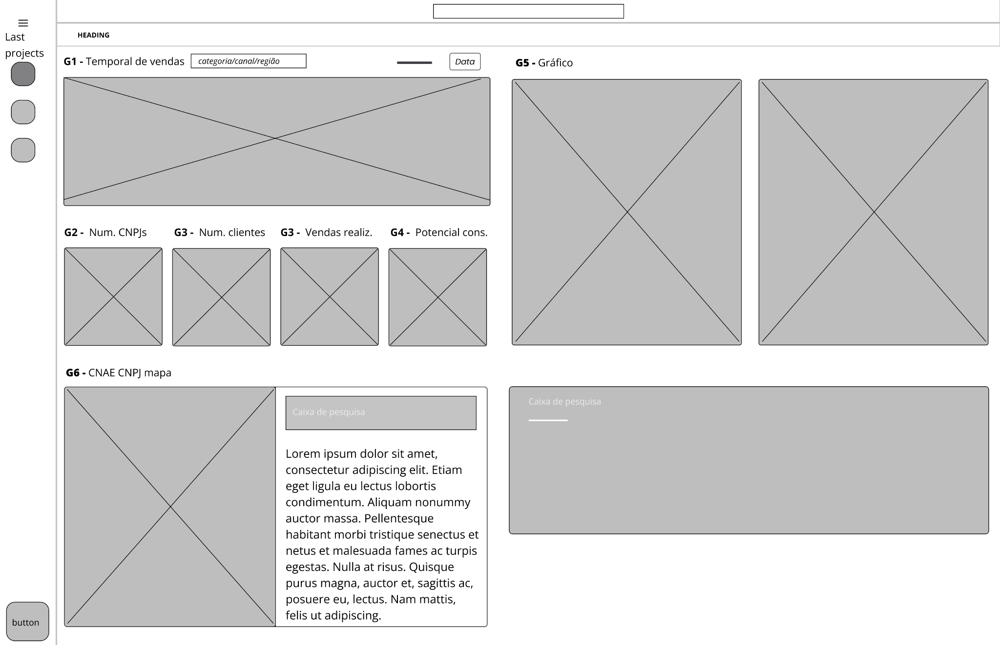 Last
projects
button
HEADING
G1 - Temporal de vendas
categoria/canal/região
Data
G5 - Gráfico
G2 - Num. CNPJs
G3 - Num. clientes
G3 - Vendas realiz.
G4 - Potencial cons.
G6 - CNAE CNPJ mapa
Caixa de pesquisa
Lorem ipsum dolor sit amet,
consectetur adipiscing elit. Etiam
eget ligula eu lectus lobortis
condimentum. Aliquam nonummy
auctor massa. Pellentesque
habitant morbi tristique senectus et
netus et malesuada fames ac turpis
egestas. Nulla at risus. Quisque
purus magna, auctor et, sagittis ac,
posuere eu, lectus. Nam mattis,
felis ut adipiscing.
Caixa de pesquisa